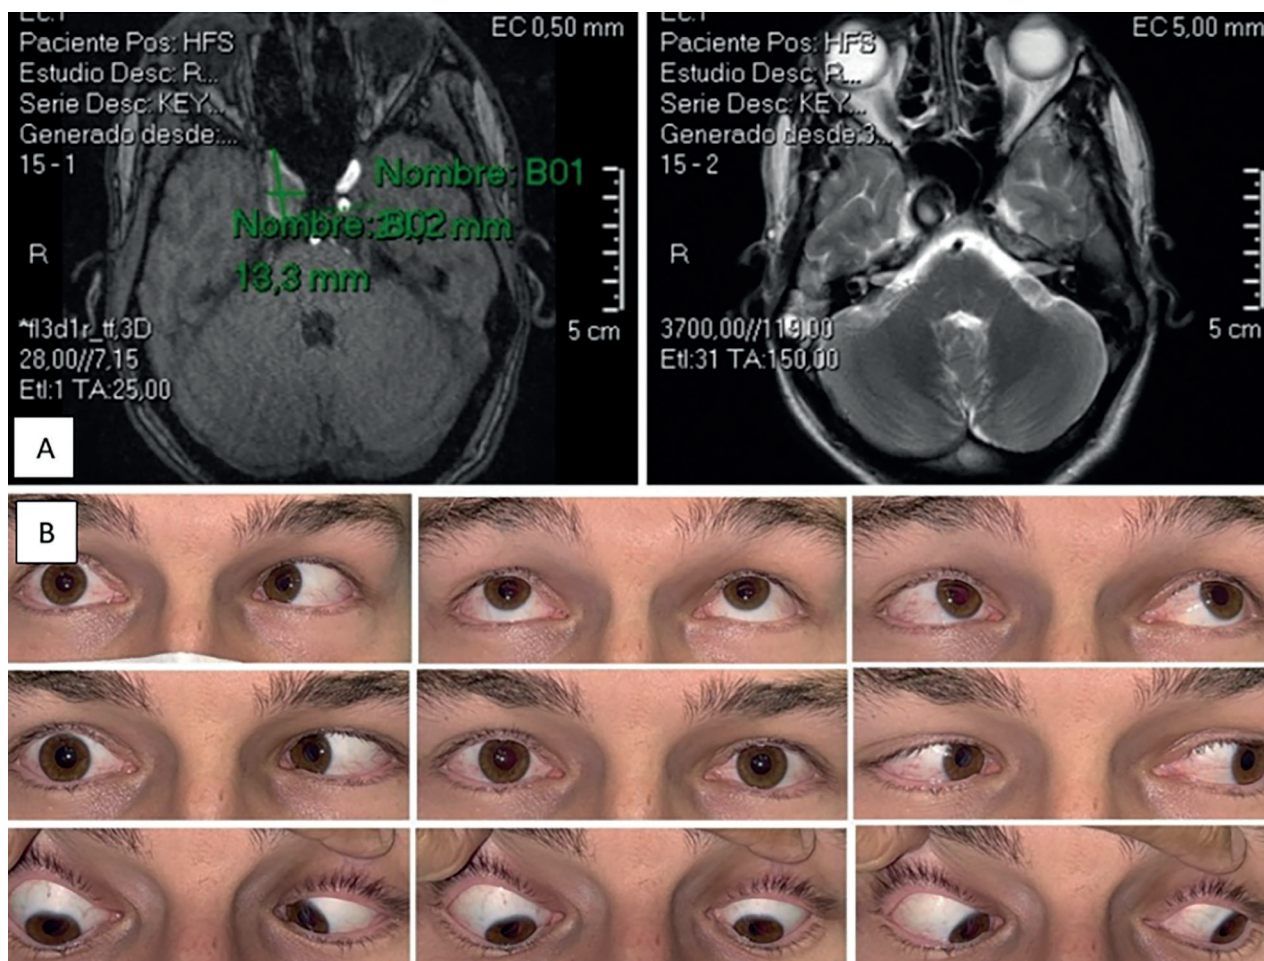 EC 0,50 mm
Paciente Pos: HFS
Estudio Desc: R...
Serie Desc: KEY...
Generado desde:...
15 - 1
Nombre: B01
Nombre: B02
mm
13,3 mm
R
*fl3d1r_tf,3D
28,00//7,15
Etl:1 TA:25,00
5 cm
A
EC 5,00 mm
Paciente Pos: HFS
Estudio Desc: R...
Serie Desc: KEY...
Generado desde:3...
15 - 2
R
3700,00//119,00
Etl:31 TA:150,00
5 cm
B